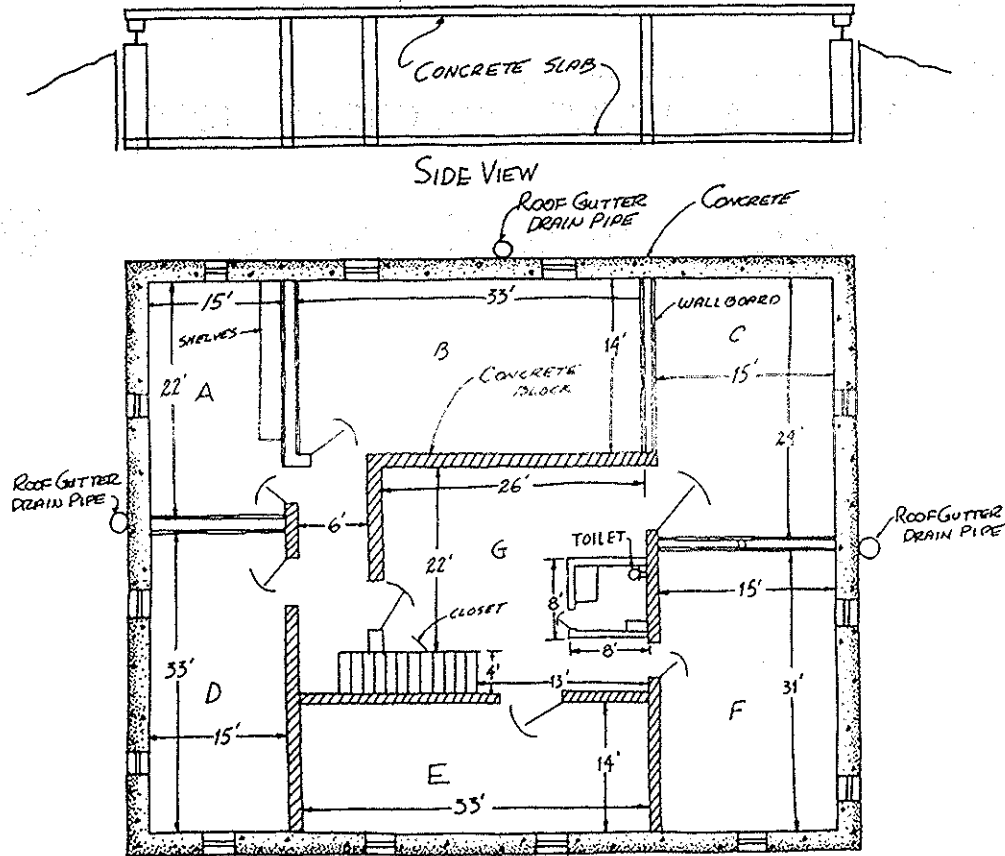 CONCRETE SLAB
SIDE VIEW
ROOF GUTTER
DRAIN PIPE
CONCRETE
15'
33'
WALLBOARD
SHELVES
B
14'
C
CONCRETE
BLOCK
15'
22'
A
29'
ROOF GUTTER
DRAIN PIPE
26'
ROOF GUTTER
DRAIN PIPE
6'
G
TOILET
22'
8'
15'
CLOSET
8'
4'
13'
33'
D
31'
F
15'
E
14'
33'